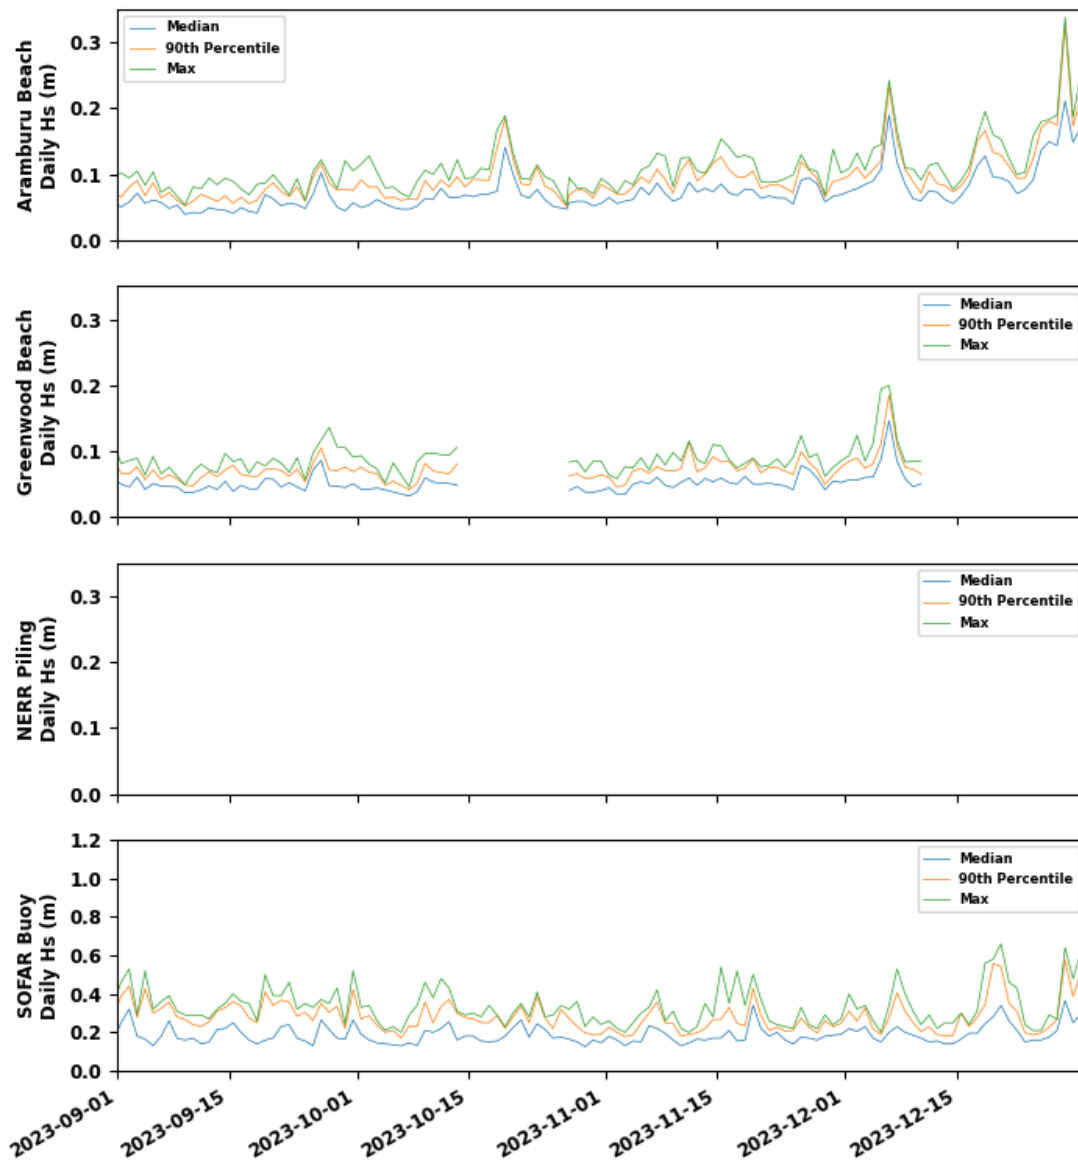 Aramburu Beach
Daily Hs (m)
0.3
0.2
0.1
0.0
Median
90th Percentile
Max
Greenwood Beach
Daily Hs (m)
0.3
0.2
0.1
0.0
Median
90th Percentile
Max
NERR Piling
Daily Hs (m)
0.3
0.2
0.1
0.0
Median
90th Percentile
Max
SOFAR Buoy
Daily Hs (m)
1.2
1.0
0.8
0.6
0.4
0.2
0.0
Median
90th Percentile
Max
2023-09-01
2023-09-15
2023-10-01
2023-10-15
2023-11-01
2023-11-15
2023-12-01
2023-12-15